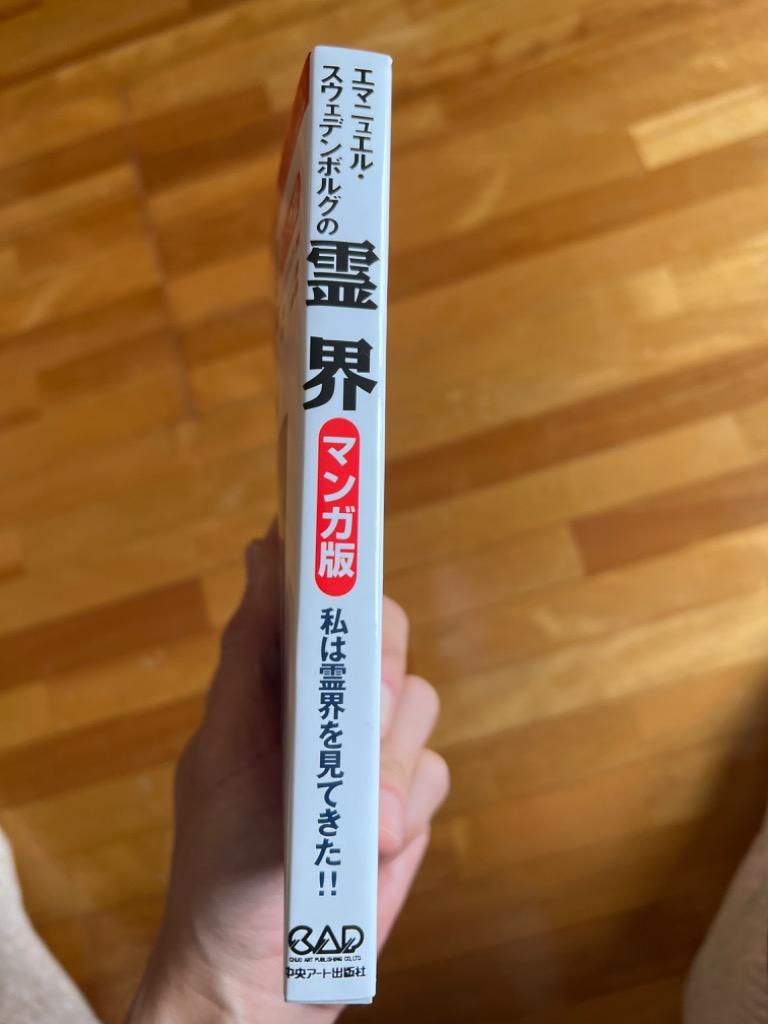 エマニュエル・
スウェデンボルグの
霊界
マンガ版
私は霊界を見てきた!!
CAP
CHUO ART PUBLISHING CO.,LTD.
中央アート出版社